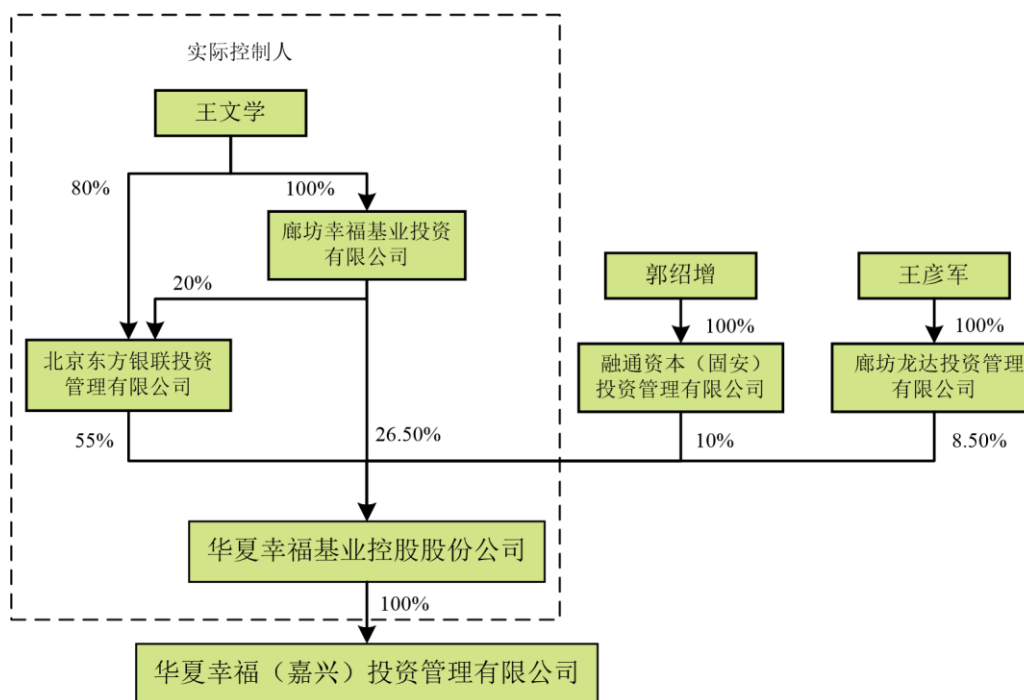 实际控制人
王文学
80%
100%
廊坊幸福基业投资
有限公司
20%
郭绍增
王彦军
100%
100%
北京东方银联投资
管理有限公司
融通资本（固安）
投资管理有限公司
廊坊龙达投资管理
有限公司
55%
26.50%
10%
8.50%
华夏幸福基业控股股份公司
100%
华夏幸福（嘉兴）投资管理有限公司